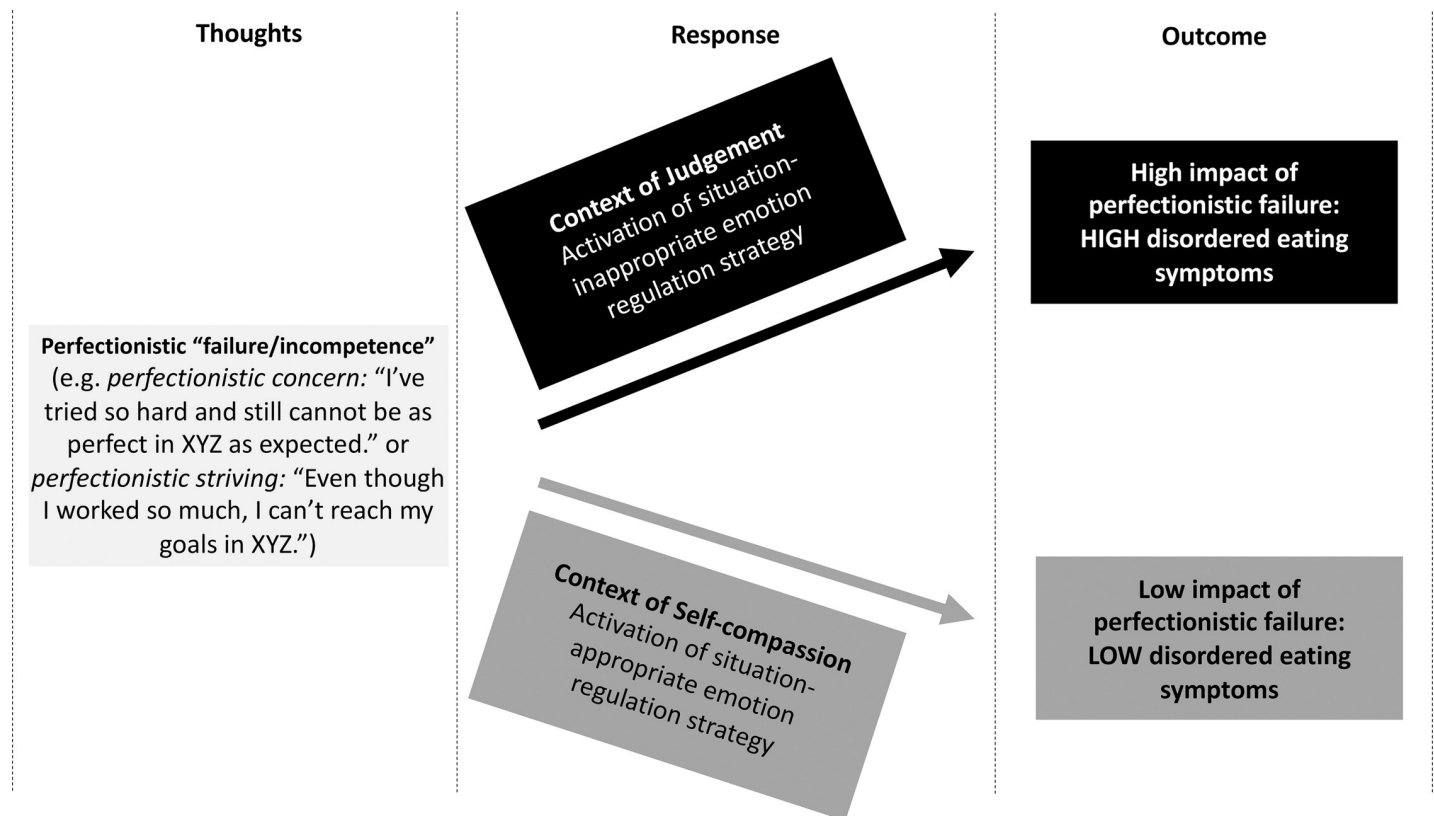 Thoughts
Response
Outcome
Perfectionistic “failure/incompetence”
(e.g. perfectionistic concern: “I’ve
tried so hard and still cannot be as
perfect in XYZ as expected.” or
perfectionistic striving: “Even though
I worked so much, I can’t reach my
goals in XYZ.”)
Context of Judgement
Activation of situation-
inappropriate emotion
regulation strategy
Context of Self-compassion
Activation of situation-
appropriate emotion
regulation strategy
High impact of
perfectionistic failure:
HIGH disordered eating
symptoms
Low impact of
perfectionistic failure:
LOW disordered eating
symptoms